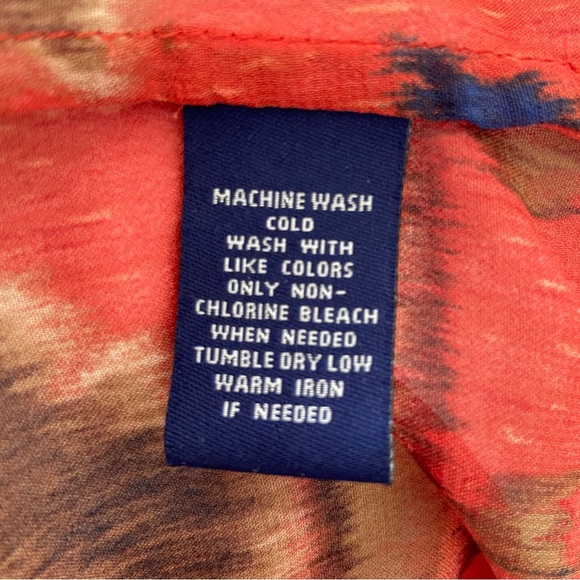 MACHINE WASH
COLD
WASH WITH
LIKE COLORS
ONLY NON-
CHLORINE BLEACH
WHEN NEEDED
TUMBLE DRY LOW
WARM IRON
IF NEEDED